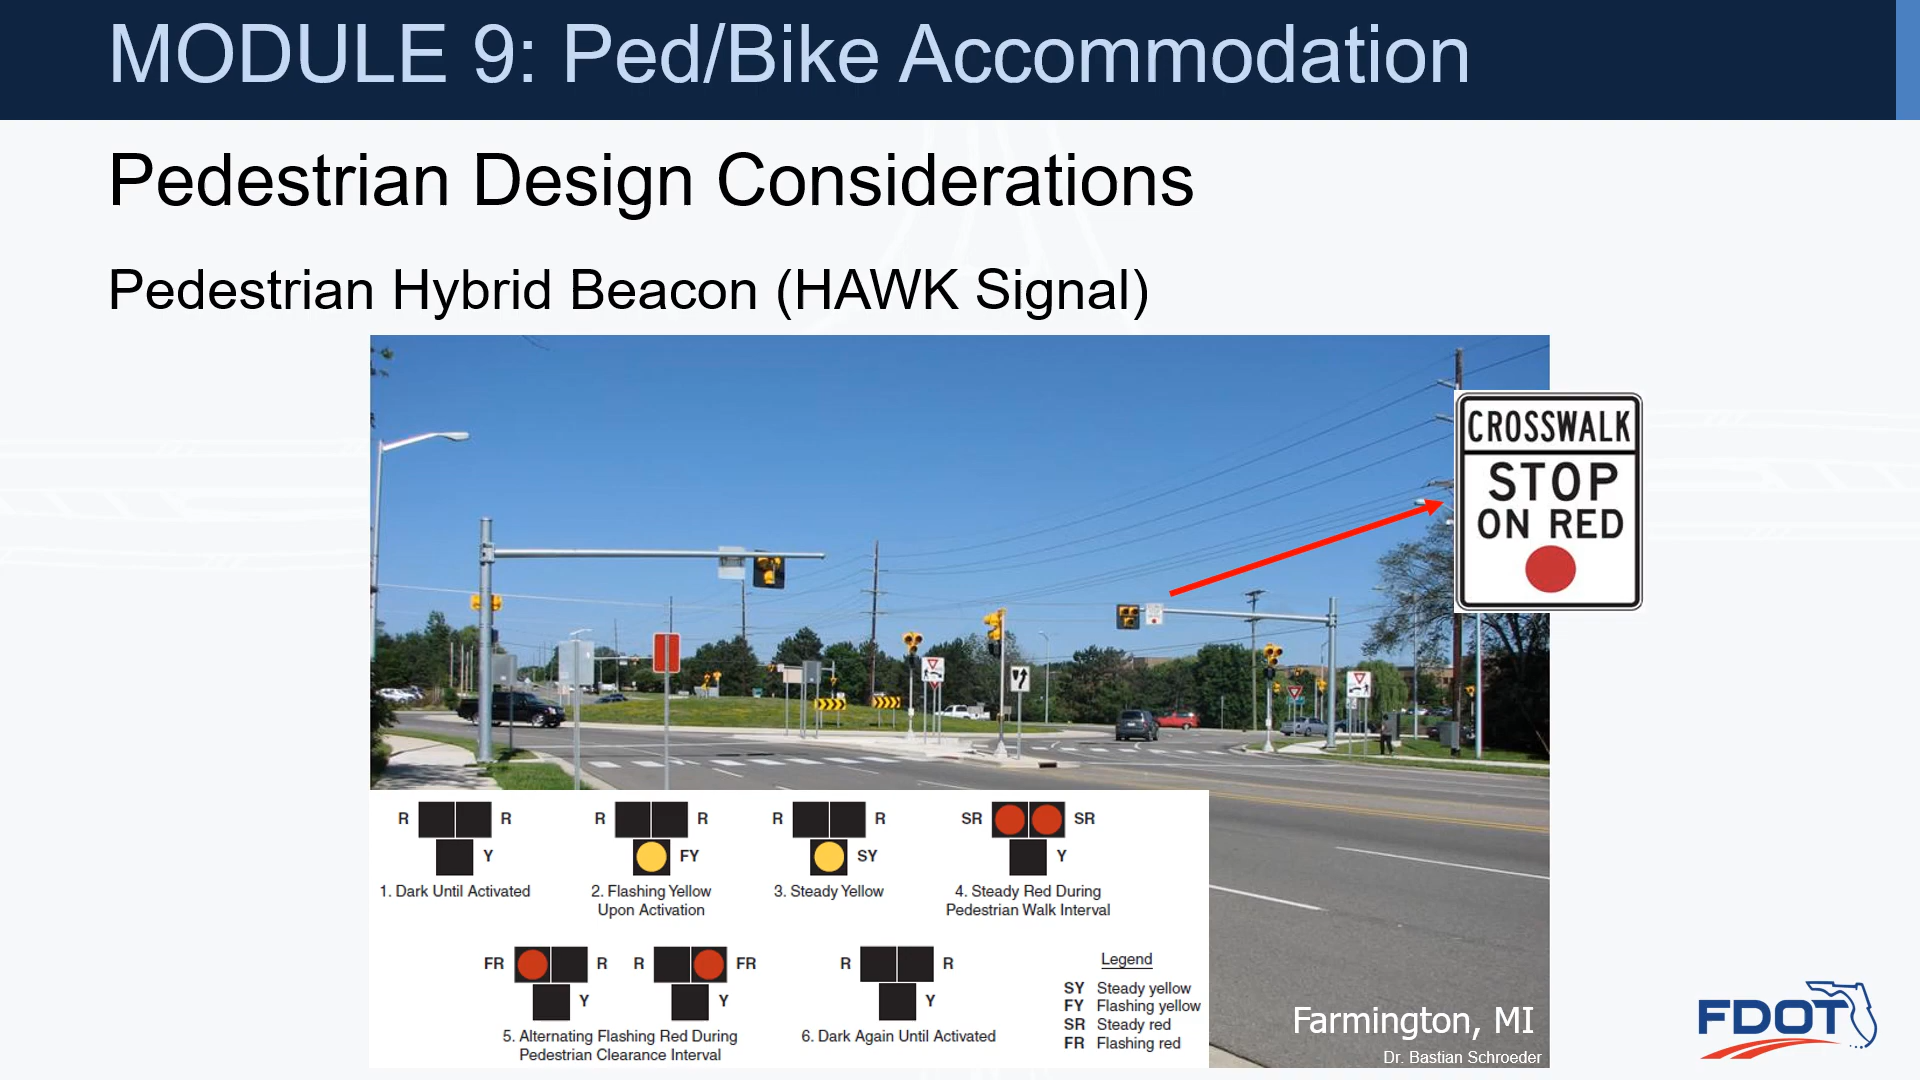 MODULE 9: Ped/Bike Accommodation
Pedestrian Design Considerations
Pedestrian Hybrid Beacon (HAWK Signal)
CROSSWALK
STOP
ON RED
R R
Y
1. Dark Until Activated
R R
FY
2. Flashing Yellow
Upon Activation
R R
SY
3. Steady Yellow
SR SR
Y
4. Steady Red During
Pedestrian Walk Interval
FR R
Y
R FR
Y
5. Alternating Flashing Red During
Pedestrian Clearance Interval
R R
Y
6. Dark Again Until Activated
Legend
SY Steady yellow
FY Flashing yellow
SR Steady red
FR Flashing red
Farmington, MI
Dr. Bastian Schroeder
FDOT